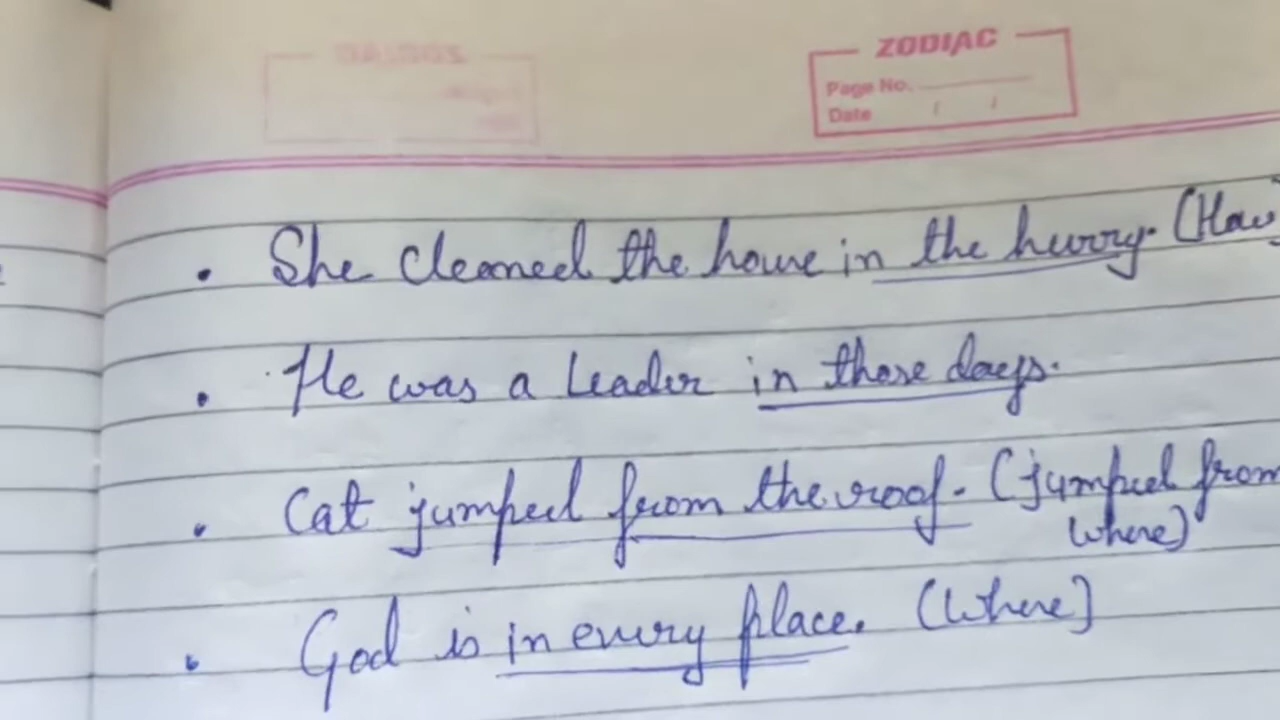 ZODIAC
Page No.
Date / /
She cleaned the house in the hurry. (How)
He was a leader in those days.
Cat jumped from the roof. (jumped from
where)
God is in every place. (Where]